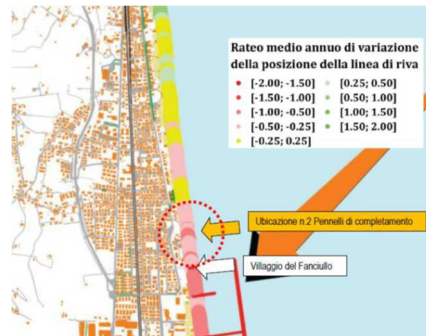 Rateo medio annuo di variazione
della posizione della linea di riva
[-2.00; -1.50]
[0.25; 0.50]
[-1.50; -1.00]
[0.50; 1.00]
[-1.00; -0.50]
[1.00; 1.50]
[-0.50; -0.25]
[1.50; 2.00]
[-0.25; 0.25]
Ubicazione n.2 Pennelli di completamento
Villaggio del Fanciullo